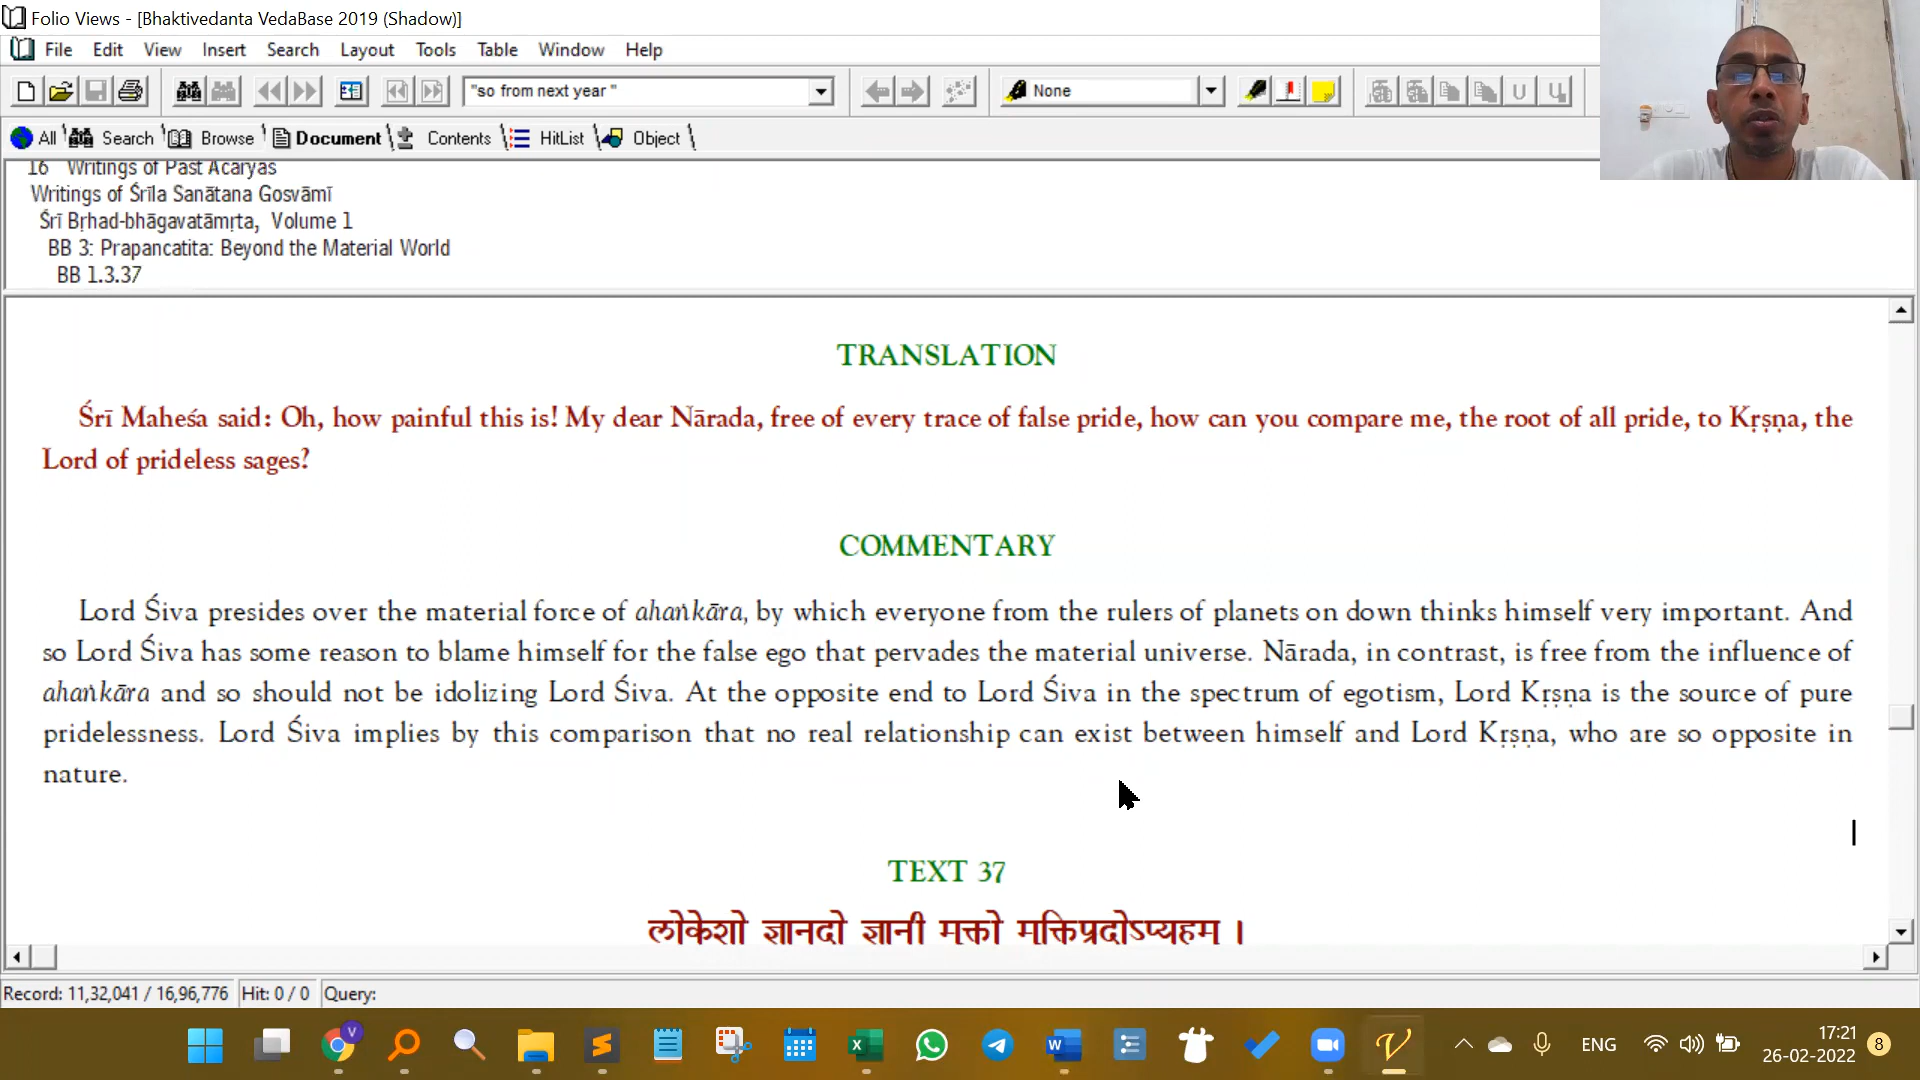 Folio Views - [Bhaktivedanta VedaBase 2019 (Shadow)]
File Edit View Insert Search Layout Tools Table Window Help
"so from next year " None
All Search Browse Document Contents HitList Object
16 Writings of Past Acaryas
Writings of Śrīla Sanātana Gosvāmī
Śrī Bṛhad-bhāgavatāmṛta, Volume 1
BB 3: Prapancatita: Beyond the Material World
BB 1.3.37
TRANSLATION
Śrī Maheśa said: Oh, how painful this is! My dear Nārada, free of every trace of false pride, how can you compare me, the root of all pride, to Kṛṣṇa, the
Lord of prideless sages?
COMMENTARY
Lord Śiva presides over the material force of ahaṅkāra, by which everyone from the rulers of planets on down thinks himself very important. And
so Lord Śiva has some reason to blame himself for the false ego that pervades the material universe. Nārada, in contrast, is free from the influence of
ahaṅkāra and so should not be idolizing Lord Śiva. At the opposite end to Lord Śiva in the spectrum of egotism, Lord Kṛṣṇa is the source of pure
pridelessness. Lord Śiva implies by this comparison that no real relationship can exist between himself and Lord Kṛṣṇa, who are so opposite in
nature.
TEXT 37
लोकेशो ज्ञानदो ज्ञानी मुक्तो मुक्तिप्रदोऽप्यहम् ।
Record: 11,32,041 / 16,96,776 Hit: 0 / 0 Query:
V
ENG 17:21 8
26-02-2022